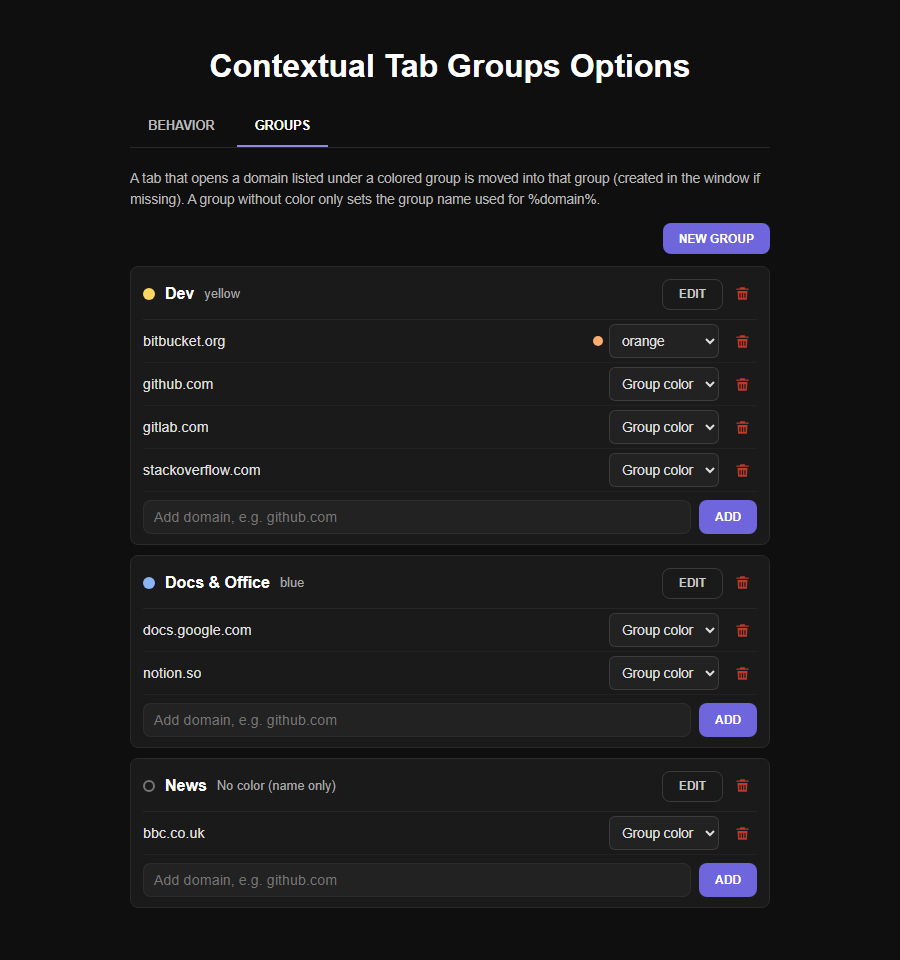 Contextual Tab Groups Options
BEHAVIOR GROUPS
A tab that opens a domain listed under a colored group is moved into that group (created in the window if
missing). A group without color only sets the group name used for %domain%.
NEW GROUP
Dev yellow EDIT
bitbucket.org orange
github.com Group color
gitlab.com Group color
stackoverflow.com Group color
Add domain, e.g. github.com ADD
Docs & Office blue EDIT
docs.google.com Group color
notion.so Group color
Add domain, e.g. github.com ADD
News No color (name only) EDIT
bbc.co.uk Group color
Add domain, e.g. github.com ADD